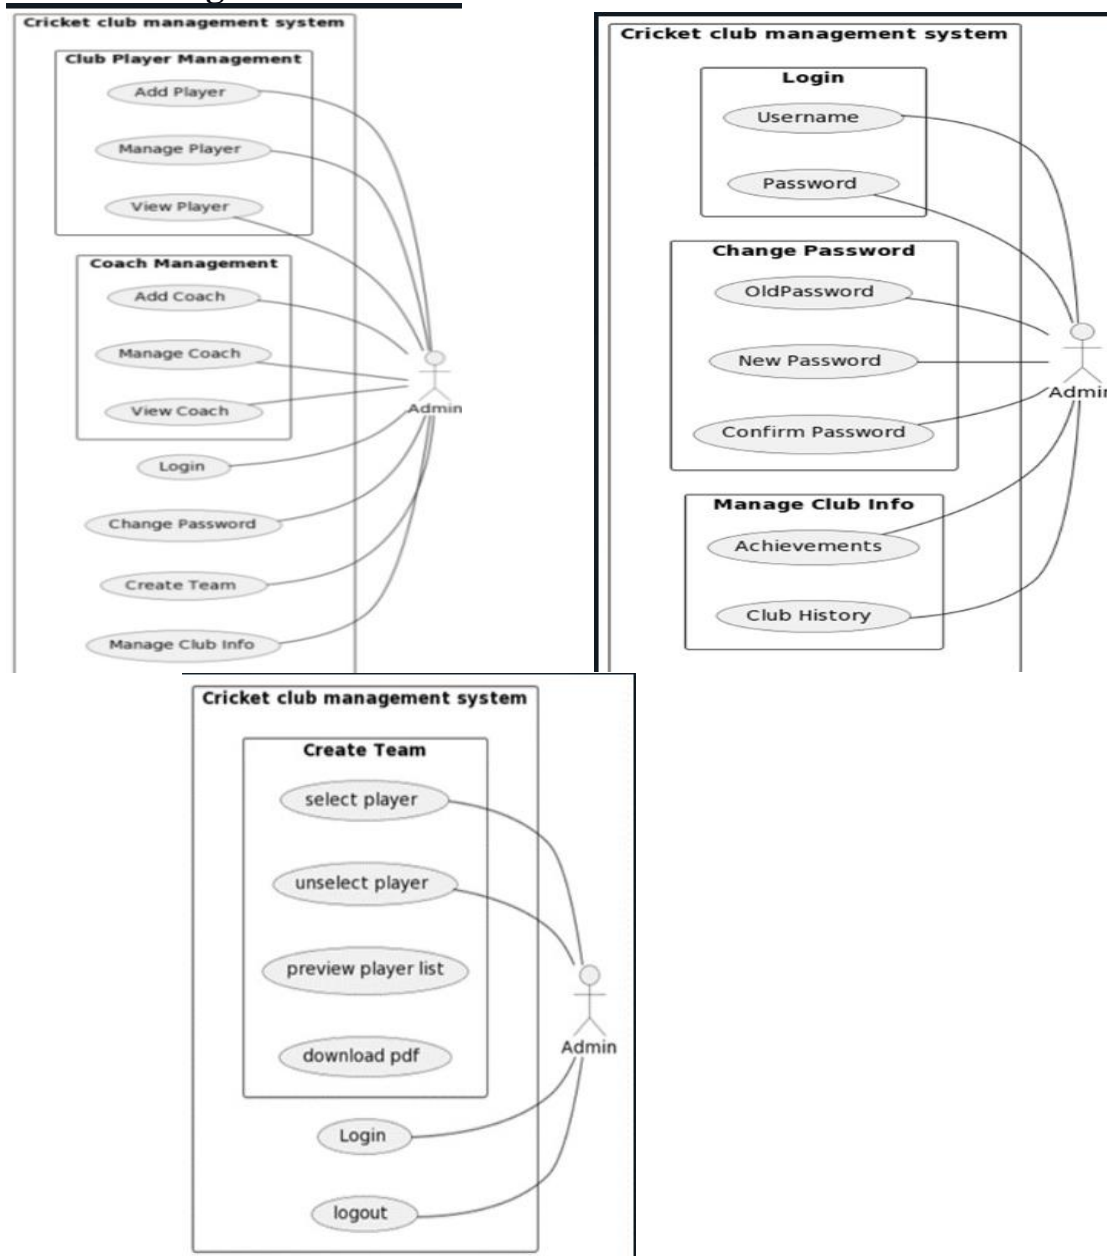 Cricket club management system
Club Player Management
Add Player
Manage Player
View Player
Coach Management
Add Coach
Manage Coach
View Coach
Admin
Login
Change Password
Create Team
Manage Club Info
Cricket club management system
Login
Username
Password
Change Password
OldPassword
New Password
Confirm Password
Admin
Manage Club Info
Achievements
Club History
Cricket club management system
Create Team
select player
unselect player
preview player list
download pdf
Admin
Login
logout